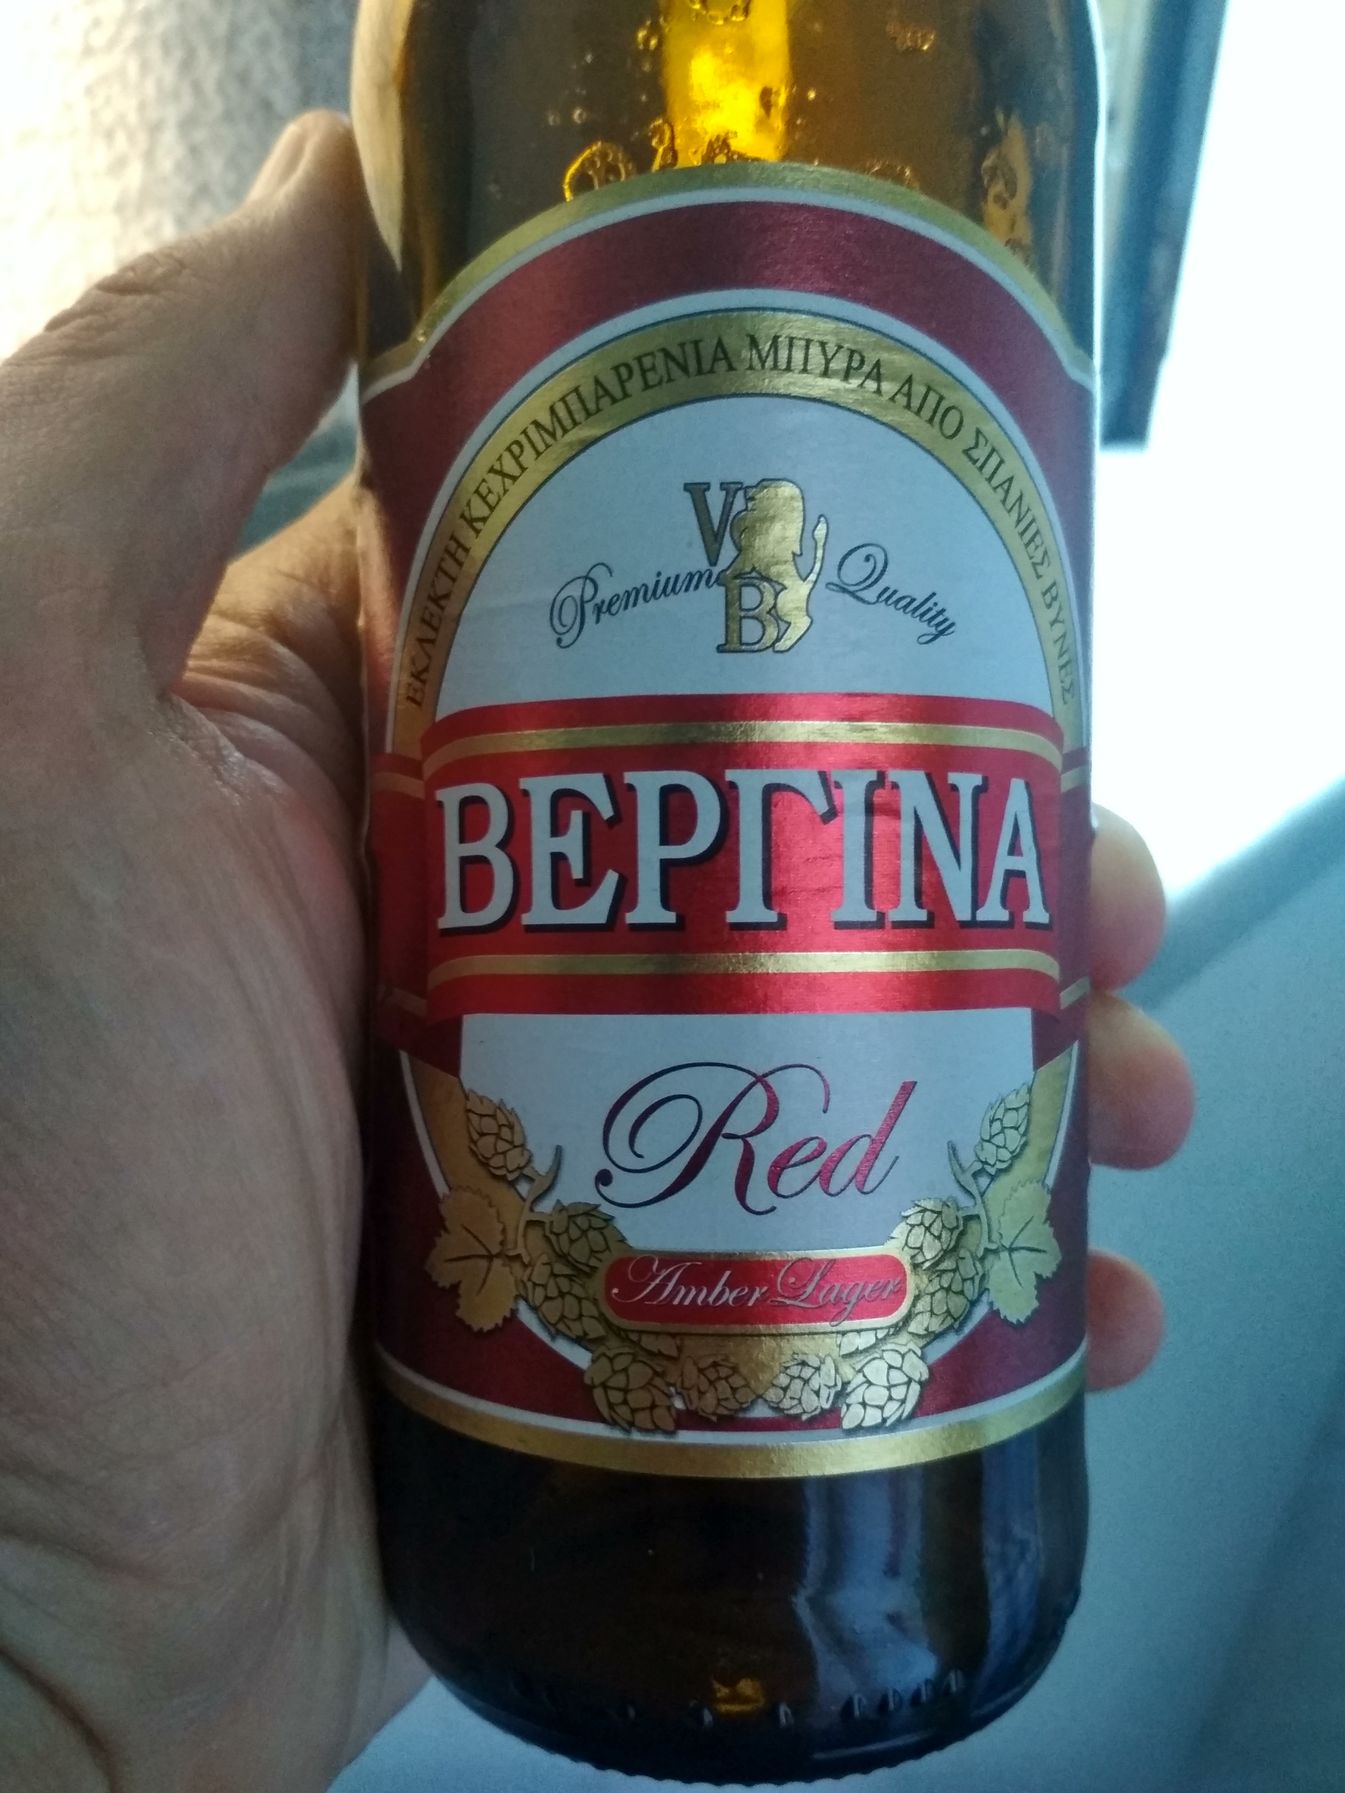 ΕΚΛΕΚΤΗ ΚΕΧΡΙΜΠΑΡΕΝΙΑ ΜΠΥΡΑ ΑΠΟ ΣΠΑΝΙΕΣ ΒΥΝΕΣ
VB
Premium Quality
ΒΕΡΓΙΝΑ
Red
Amber Lager